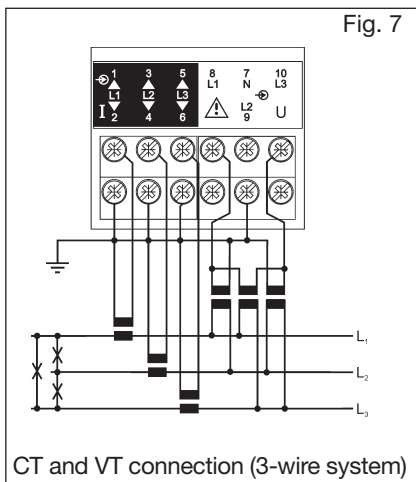 Fig. 7
1 3 5 8 7 10
L1 N L3
L1 L2 L3
I L2 U
2 4 6 9
L1
L2
L3
CT and VT connection (3-wire system)